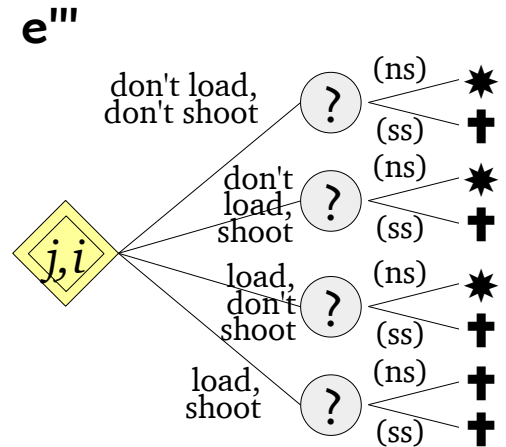 e'''
don't load,
don't shoot
?
(ns)
(ss)
don't
load,
shoot
?
(ns)
(ss)
j,i
load,
don't
shoot
?
(ns)
(ss)
load,
shoot
?
(ns)
(ss)